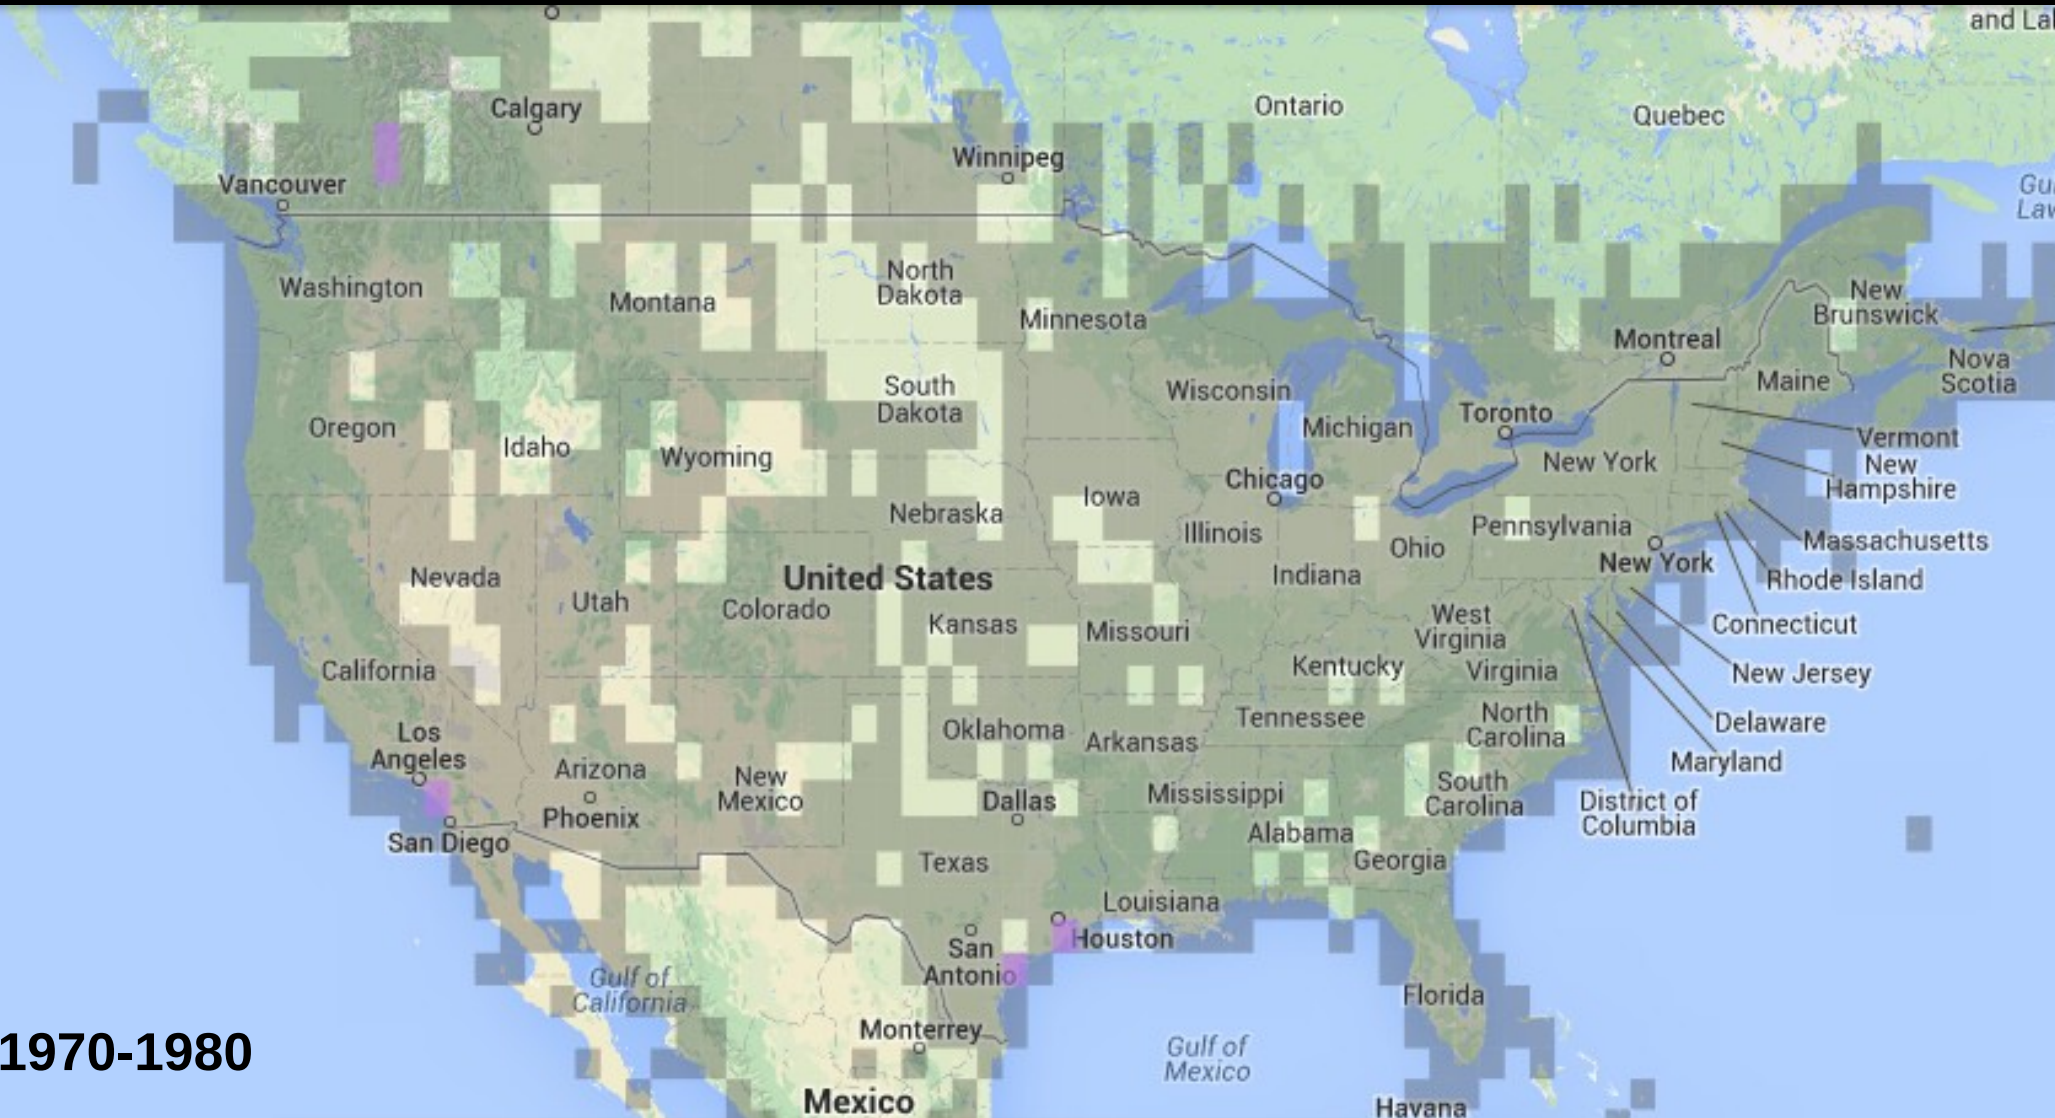 and La
Calgary
Ontario
Quebec
Winnipeg
Vancouver
Gu
Law
Washington
Montana
North
Dakota
Minnesota
New
Brunswick
Montreal
Nova
Scotia
Maine
South
Dakota
Wisconsin
Michigan
Toronto
Oregon
Idaho
Wyoming
Vermont
New
Hampshire
New York
Chicago
Iowa
Nebraska
Illinois
Pennsylvania
Ohio
Massachusetts
New York
Nevada
Utah
United States
Indiana
Rhode Island
Colorado
Kansas
Missouri
West
Virginia
Connecticut
California
Kentucky
Virginia
New Jersey
Los
Angeles
Oklahoma
Arkansas
Tennessee
North
Carolina
Delaware
Maryland
Arizona
New
Mexico
Phoenix
Dallas
Mississippi
South
Carolina
District of
Columbia
San Diego
Texas
Alabama
Georgia
Louisiana
Houston
San
Antonio
Gulf of
California
Florida
Monterrey
Gulf of
Mexico
1970-1980
Mexico
Havana